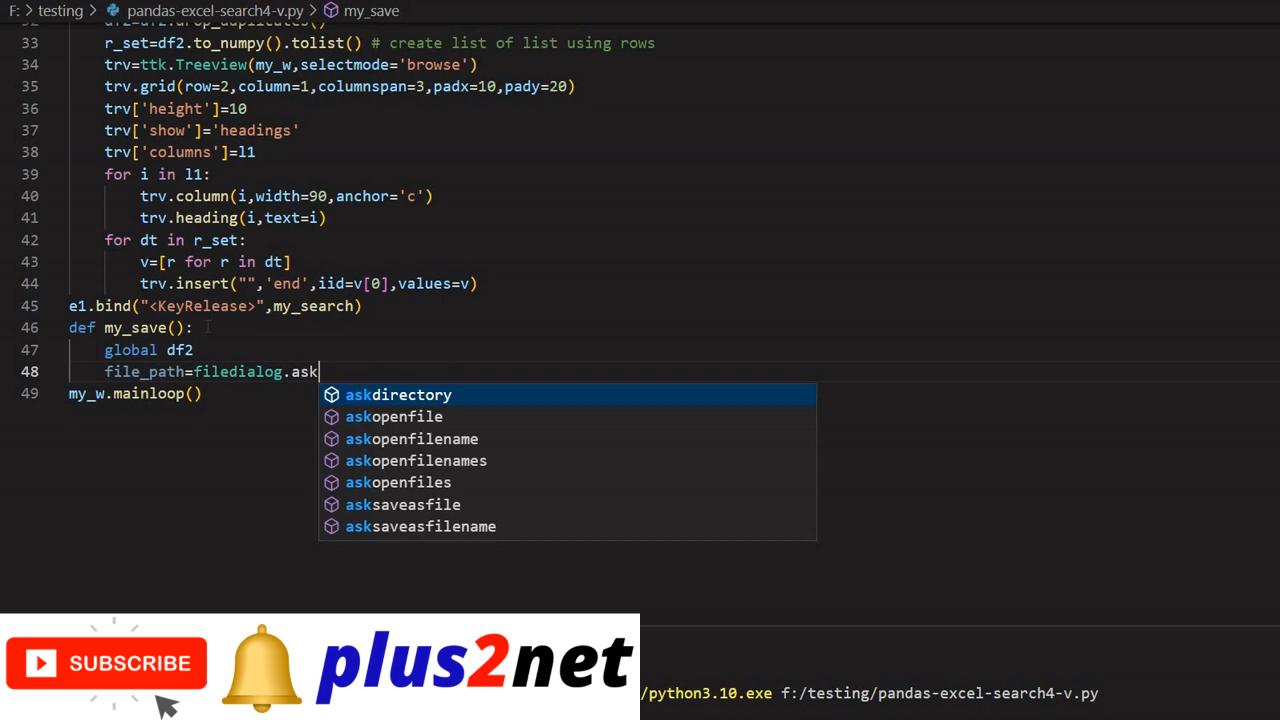 F: > testing > pandas-excel-search4-v.py > my_save
32 df2=df2.drop_duplicates()
33 r_set=df2.to_numpy().tolist() # create list of list using rows
34 trv=ttk.Treeview(my_w,selectmode='browse')
35 trv.grid(row=2,column=1,columnspan=3,padx=10,pady=20)
36 trv['height']=10
37 trv['show']='headings'
38 trv['columns']=l1
39 for i in l1:
40 trv.column(i,width=90,anchor='c')
41 trv.heading(i,text=i)
42 for dt in r_set:
43 v=[r for r in dt]
44 trv.insert("",'end',iid=v[0],values=v)
45 e1.bind("<KeyRelease>",my_search)
46 def my_save():
47 global df2
48 file_path=filedialog.ask
askdirectory
askopenfile
askopenfilename
askopenfilenames
askopenfiles
asksaveasfile
asksaveasfilename
49 my_w.mainloop()
SUBSCRIBE
plus2net
/python3.10.exe f:/testing/pandas-excel-search4-v.py